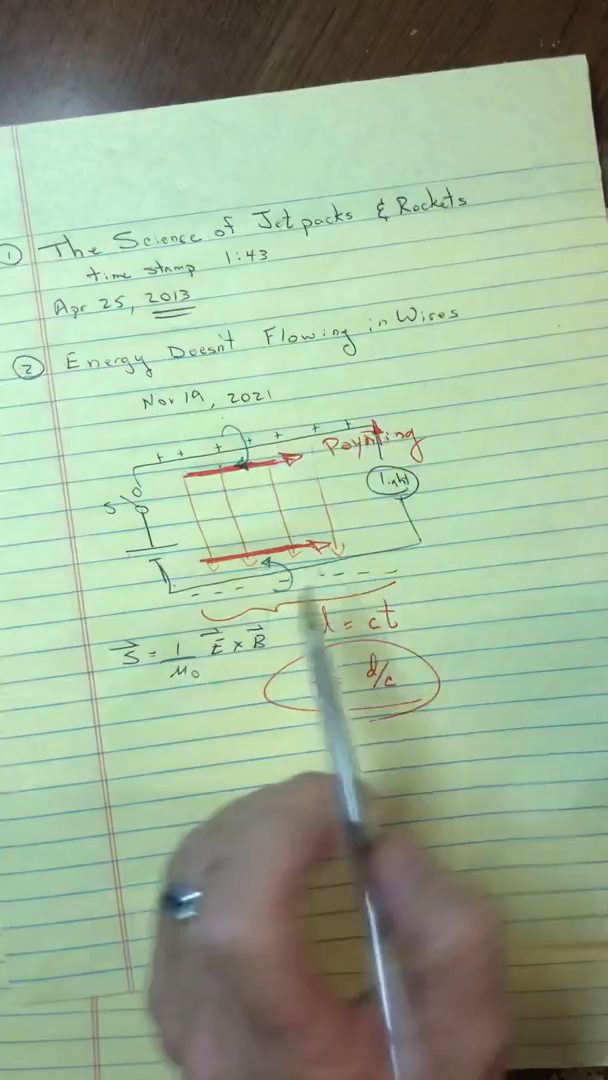 ① The Science of Jetpacks & Rockets
time stamp 1:43
Apr 25, 2013
② Energy Doesn't Flowing in Wires
Nov 19, 2021
+ + + + + + +
Poynting
S
light
- - - - - - - - -
= ct
S⃗ = 1/μ₀ E⃗ × B⃗
d/c